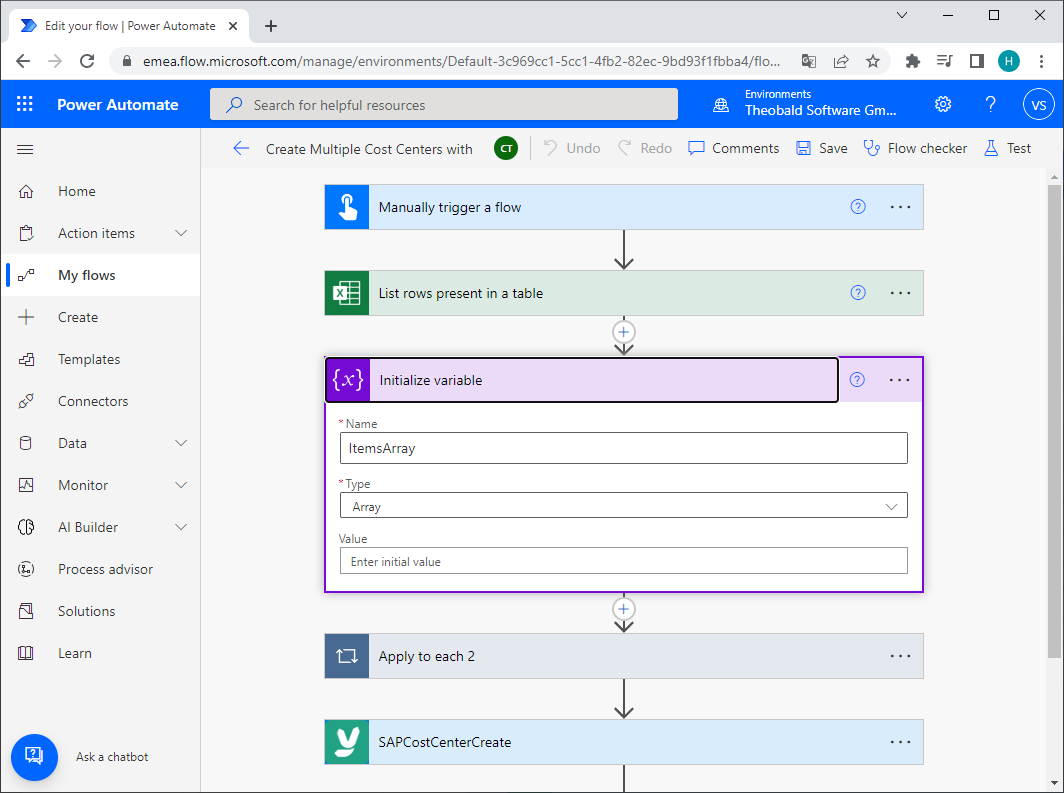 Edit your flow | Power Automate
emea.flow.microsoft.com/manage/environments/Default-3c969cc1-5cc1-4fb2-82ec-9bd93f1fbba4/flo...
H
Power Automate
Search for helpful resources
Environments
Theobald Software Gm...
?
VS
Create Multiple Cost Centers with
CT
Undo
Redo
Comments
Save
Flow checker
Test
Home
Action items
My flows
Create
Templates
Connectors
Data
Monitor
AI Builder
Process advisor
Solutions
Learn
Ask a chatbot
Manually trigger a flow
?
List rows present in a table
?
{x}
Initialize variable
?
* Name
ItemsArray
* Type
Array
Value
Enter initial value
Apply to each 2
SAPCostCenterCreate